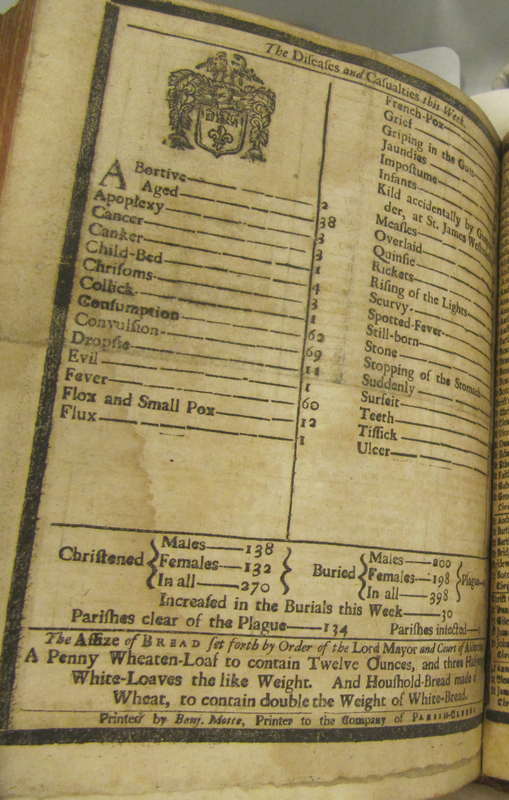 The Diſeaſes and Caſualties this Week.
ABortive 2
Aged 38
Apoplexy 3
Cancer 3
Canker 1
Child-Bed 4
Chriſoms 3
Collick 1
Conſumption 62
Convulſion 69
Dropſie 11
Evil 1
Fever 60
Flox and Small Pox 12
Flux 1
French-Pox
Grief
Griping in the Guts
Jaundies
Impoſtume
Infants
Kild accidentally by
der, at St. James
Meaſles
Overlaid
Quinſie
Rickets
Riſing of the Lights
Scurvy
Spotted-Fever
Still-born
Stone
Stopping of the Stomach
Suddenly
Surfeit
Teeth
Tiſſick
Ulcer
Chriſtened { Males 138
Females 132
In all 270 }
Buried { Males 200
Females 198
In all 398 } Plague
Increaſed in the Burials this Week 30
Pariſhes clear of the Plague 134 Pariſhes infected
The Aſſize of BREAD ſet forth by Order of the Lord Mayor and Court of
A Penny Wheaten-Loaf to contain Twelve Ounces, and three
White-Loaves the like Weight. And Houſhold-Bread made
Wheat, to contain double the Weight of White-Bread.
Printed by Benj. Motte, Printer to the Company of PARISH-CLERKS